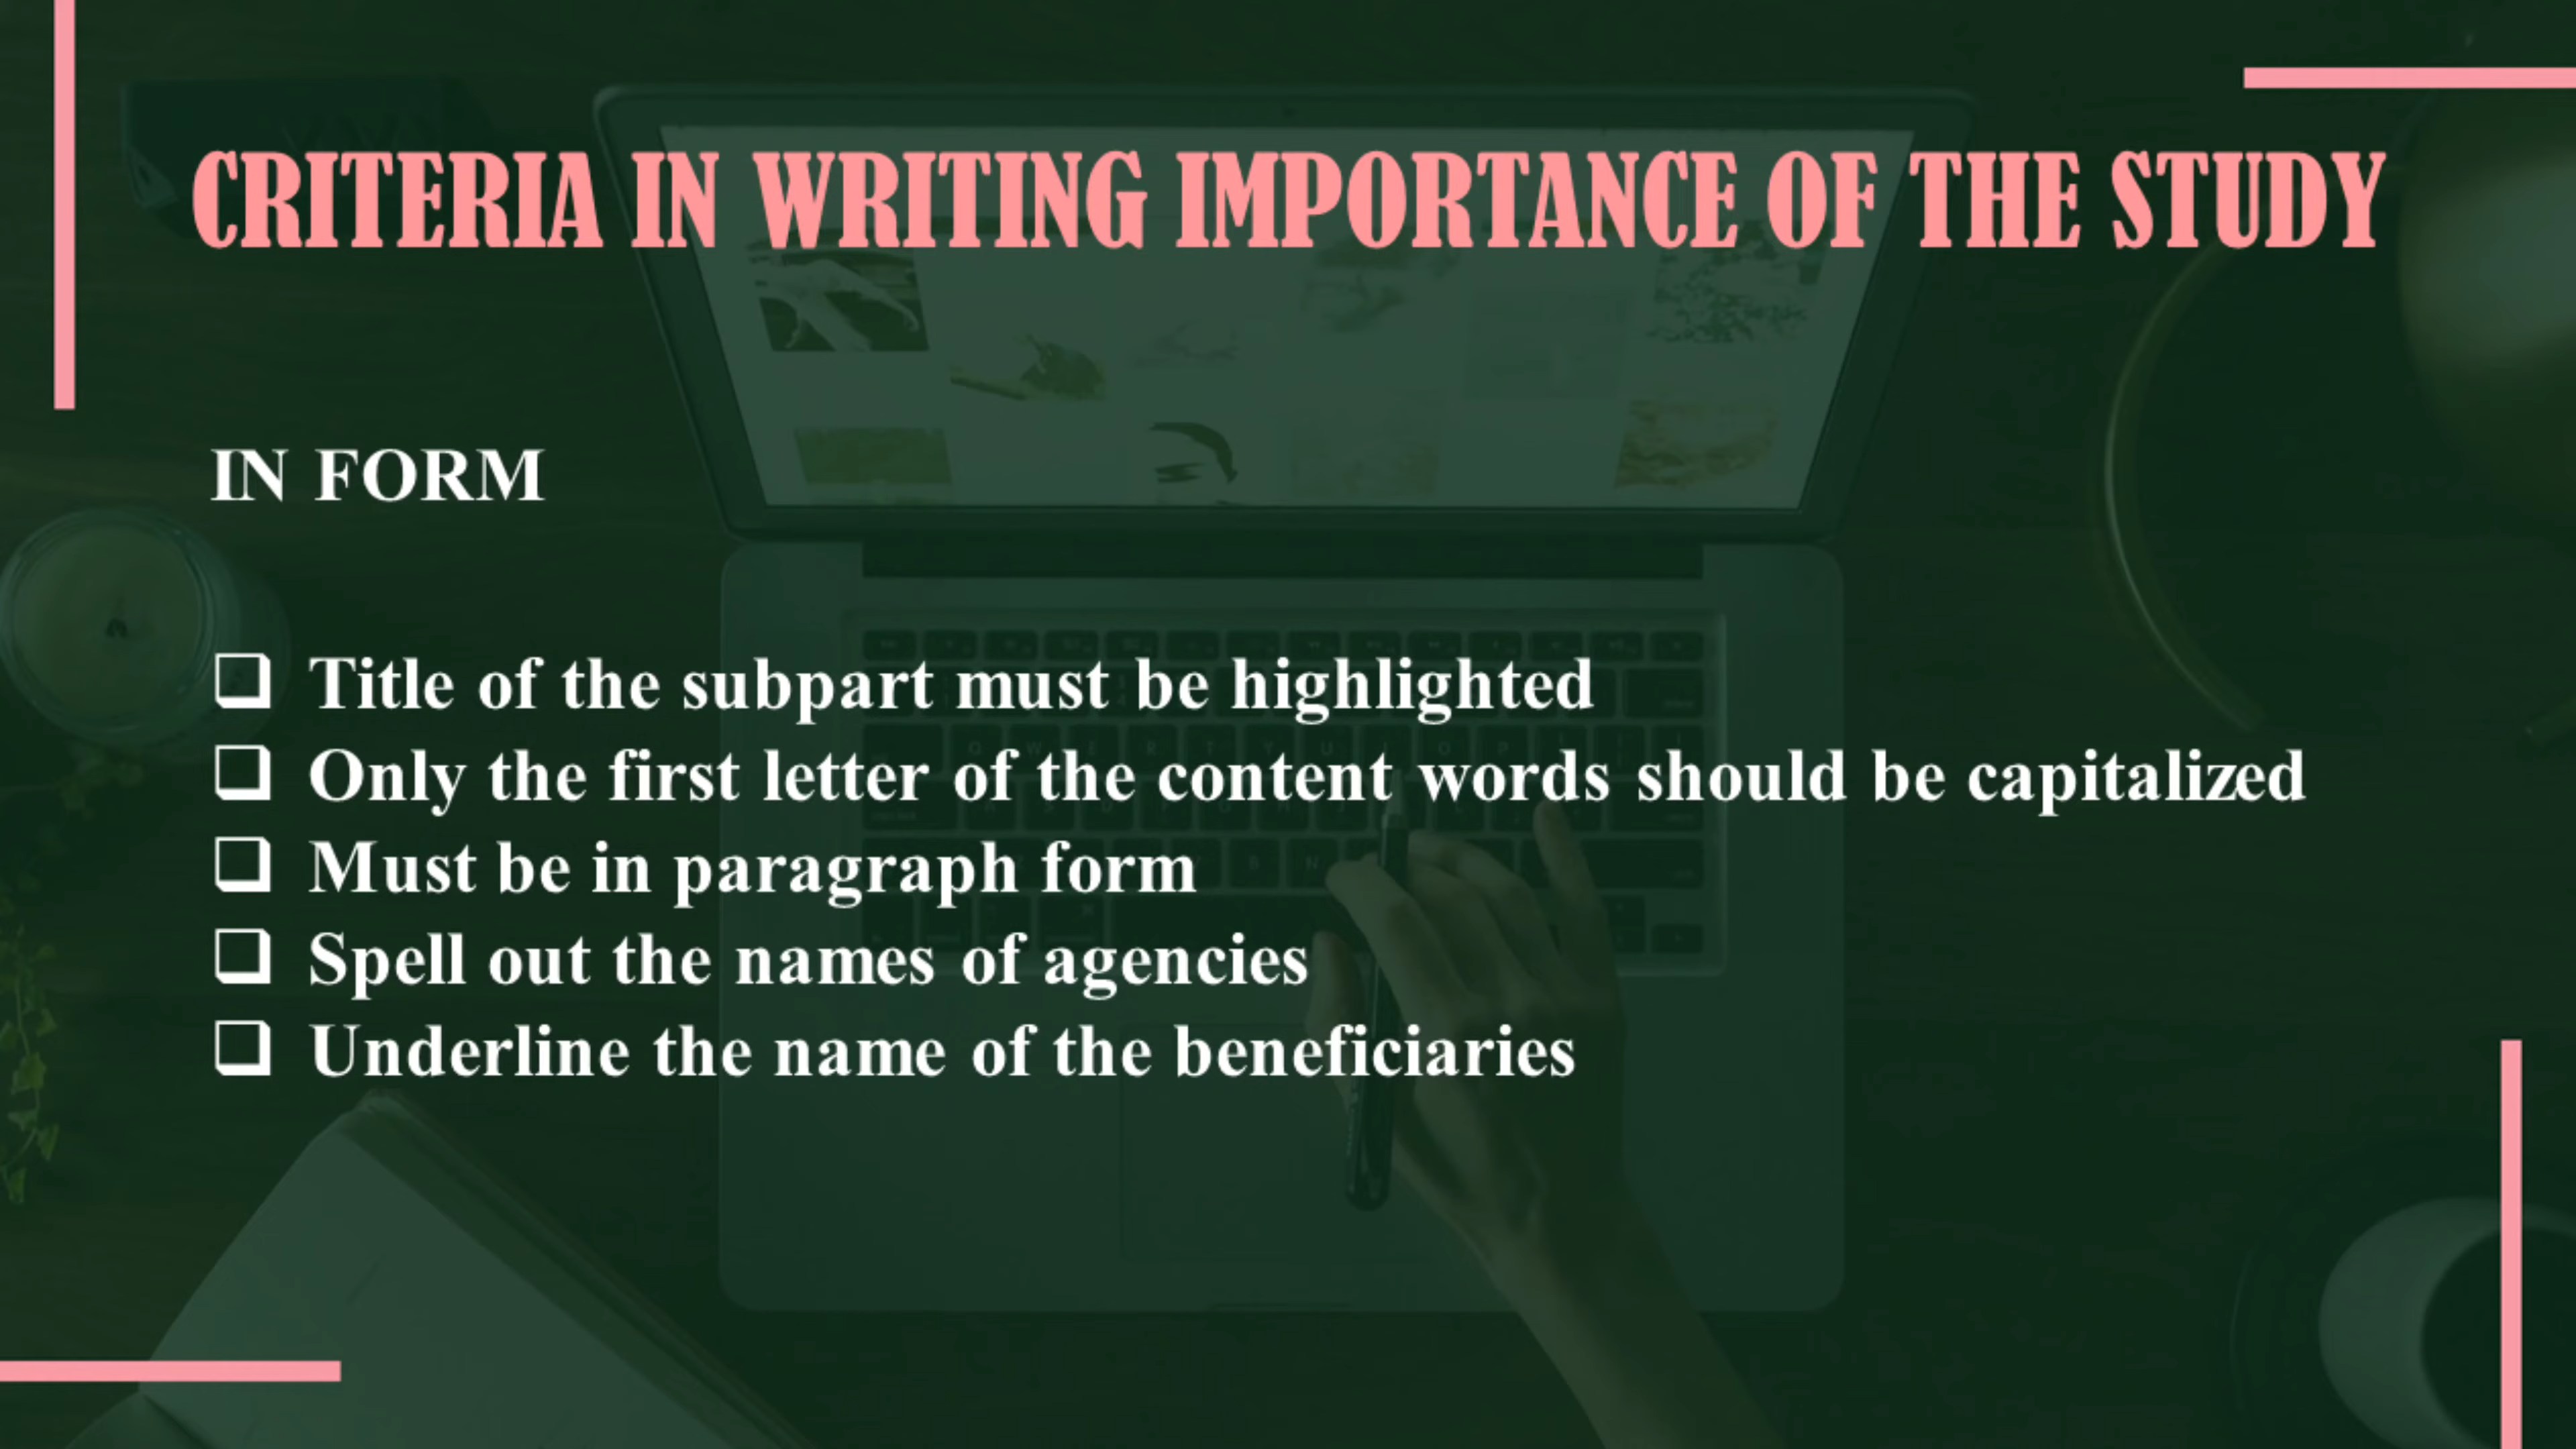 CRITERIA IN WRITING IMPORTANCE OF THE STUDY
IN FORM
❑ Title of the subpart must be highlighted
❑ Only the first letter of the content words should be capitalized
❑ Must be in paragraph form
❑ Spell out the names of agencies
❑ Underline the name of the beneficiaries